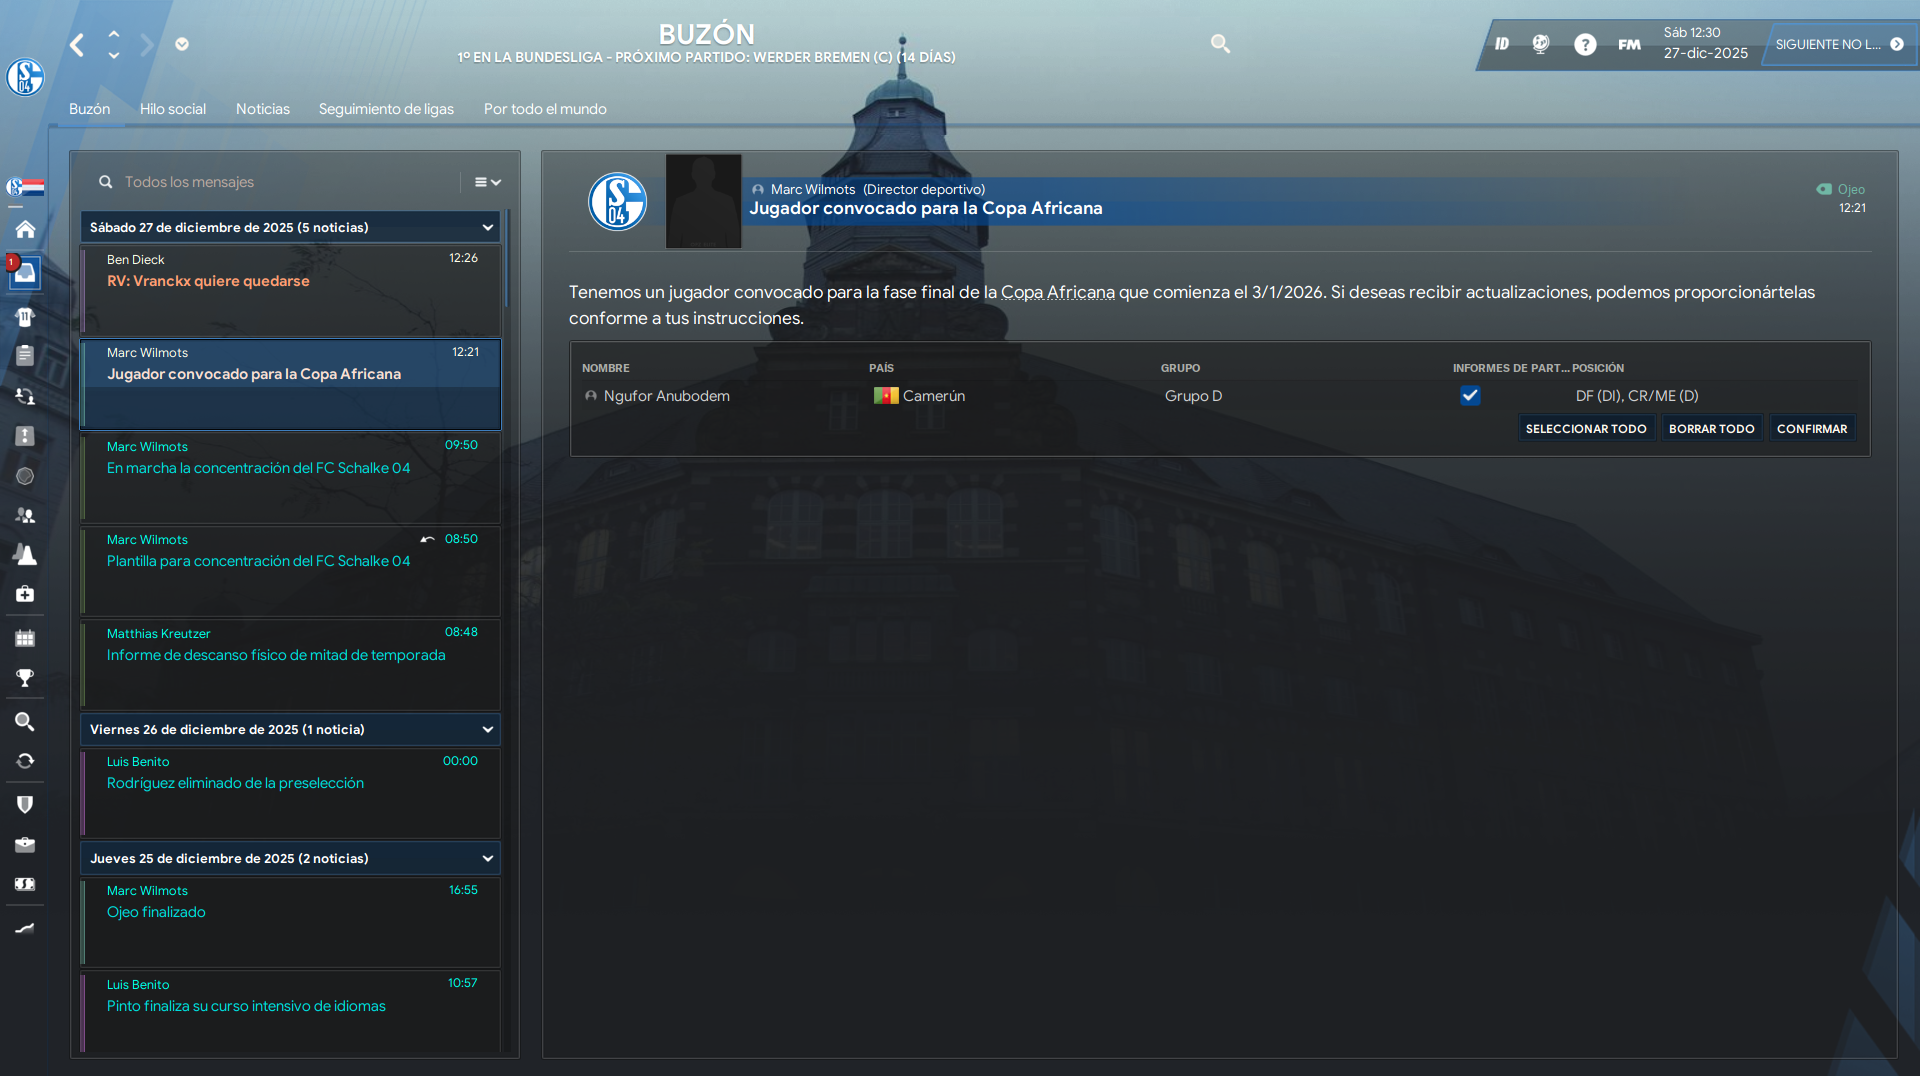 BUZÓN
1º EN LA BUNDESLIGA - PRÓXIMO PARTIDO: WERDER BREMEN (C) (14 DÍAS)
ID
?
FM
Sáb 12:30
27-dic-2025
SIGUIENTE NO L...
Buzón
Hilo social
Noticias
Seguimiento de ligas
Por todo el mundo
Todos los mensajes
Sábado 27 de diciembre de 2025 (5 noticias)
Ben Dieck 12:26
RV: Vranckx quiere quedarse
Marc Wilmots 12:21
Jugador convocado para la Copa Africana
Marc Wilmots 09:50
En marcha la concentración del FC Schalke 04
Marc Wilmots 08:50
Plantilla para concentración del FC Schalke 04
Matthias Kreutzer 08:48
Informe de descanso físico de mitad de temporada
Viernes 26 de diciembre de 2025 (1 noticia)
Luis Benito 00:00
Rodríguez eliminado de la preselección
Jueves 25 de diciembre de 2025 (2 noticias)
Marc Wilmots 16:55
Ojeo finalizado
Luis Benito 10:57
Pinto finaliza su curso intensivo de idiomas
1
S 04
Marc Wilmots (Director deportivo)
Jugador convocado para la Copa Africana
Ojeo
12:21
Tenemos un jugador convocado para la fase final de la Copa Africana que comienza el 3/1/2026. Si deseas recibir actualizaciones, podemos proporcionártelas
conforme a tus instrucciones.
NOMBRE PAÍS GRUPO INFORMES DE PART... POSICIÓN
Ngufor Anubodem Camerún Grupo D DF (DI), CR/ME (D)
SELECCIONAR TODO BORRAR TODO CONFIRMAR